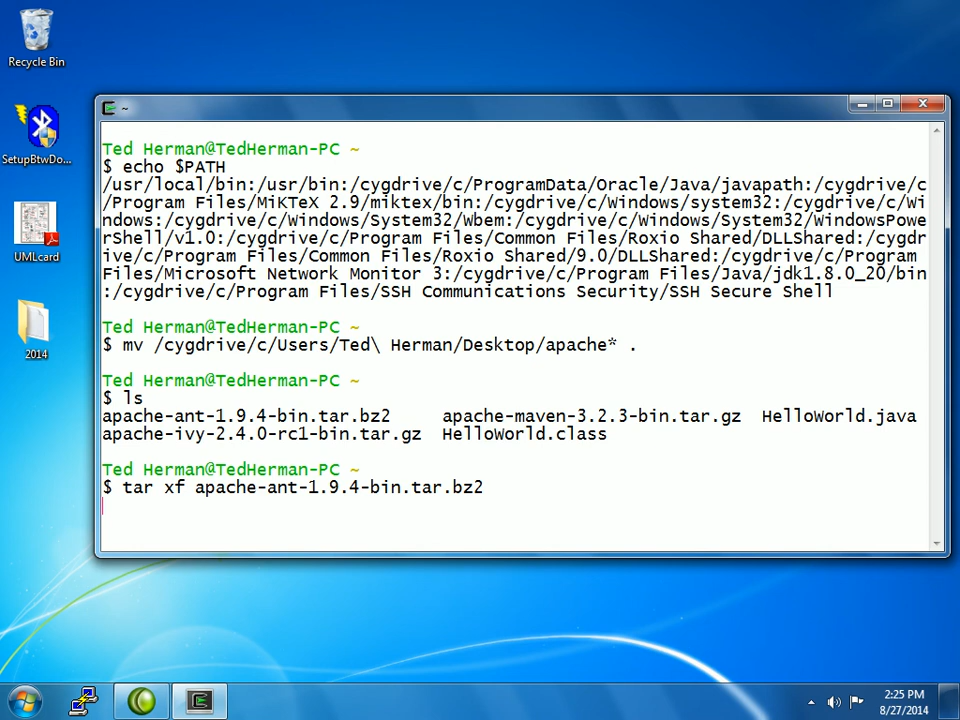 Recycle Bin
SetupBtwDo...
UMLcard
2014
~
Ted Herman@TedHerman-PC ~
$ echo $PATH
/usr/local/bin:/usr/bin:/cygdrive/c/ProgramData/Oracle/Java/javapath:/cygdrive/c
/Program Files/MiKTeX 2.9/miktex/bin:/cygdrive/c/Windows/system32:/cygdrive/c/Wi
ndows:/cygdrive/c/Windows/System32/Wbem:/cygdrive/c/Windows/System32/WindowsPowe
rShell/v1.0:/cygdrive/c/Program Files/Common Files/Roxio Shared/DLLShared:/cygdr
ive/c/Program Files/Common Files/Roxio Shared/9.0/DLLShared:/cygdrive/c/Program
Files/Microsoft Network Monitor 3:/cygdrive/c/Program Files/Java/jdk1.8.0_20/bin
:/cygdrive/c/Program Files/SSH Communications Security/SSH Secure Shell
Ted Herman@TedHerman-PC ~
$ mv /cygdrive/c/Users/Ted\ Herman/Desktop/apache* .
Ted Herman@TedHerman-PC ~
$ ls
apache-ant-1.9.4-bin.tar.bz2 apache-maven-3.2.3-bin.tar.gz HelloWorld.java
apache-ivy-2.4.0-rc1-bin.tar.gz HelloWorld.class
Ted Herman@TedHerman-PC ~
$ tar xf apache-ant-1.9.4-bin.tar.bz2
2:25 PM
8/27/2014